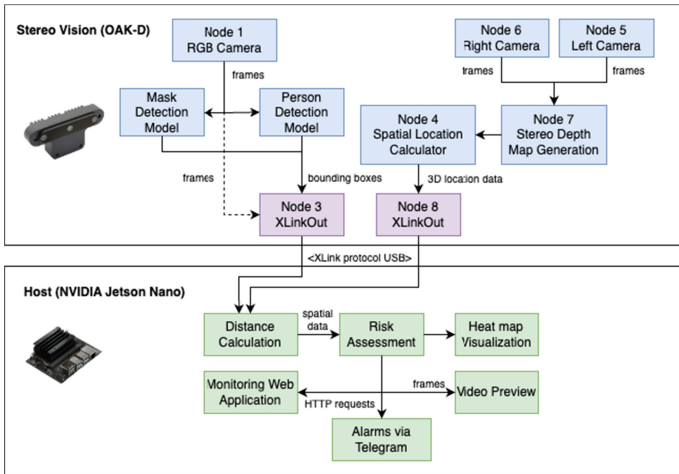 Stereo Vision (OAK-D)
Node 1
RGB Camera
Node 6
Right Camera
Node 5
Left Camera
frames
frames
frames
Mask
Detection
Model
Person
Detection
Model
Node 4
Spatial Location
Calculator
Node 7
Stereo Depth
Map Generation
frames
bounding boxes
3D location data
Node 3
XLinkOut
Node 8
XLinkOut
<XLink protocol USB>
Host (NVIDIA Jetson Nano)
Distance
Calculation
spatial
data
Risk
Assessment
Heat map
Visualization
Monitoring Web
Application
HTTP requests
frames
Video Preview
Alarms via
Telegram